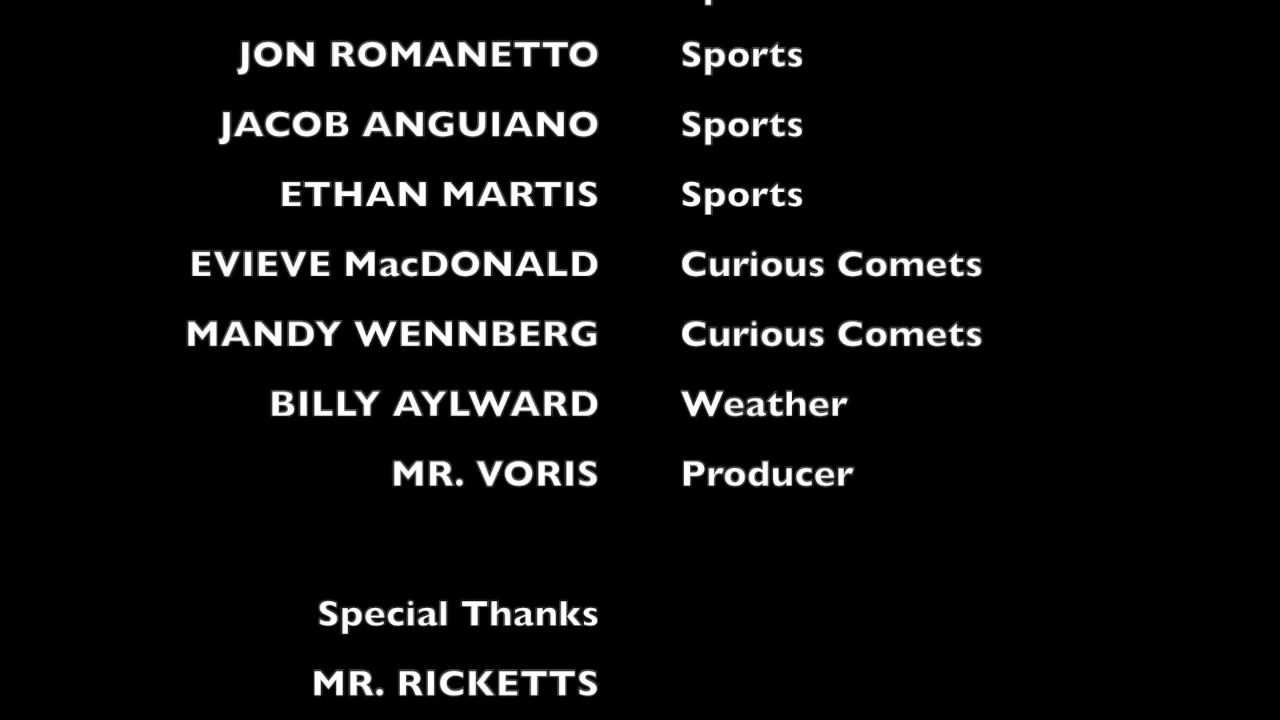 JON ROMANETTO Sports
JACOB ANGUIANO Sports
ETHAN MARTIS Sports
EVIEVE MacDONALD Curious Comets
MANDY WENNBERG Curious Comets
BILLY AYLWARD Weather
MR. VORIS Producer
Special Thanks
MR. RICKETTS